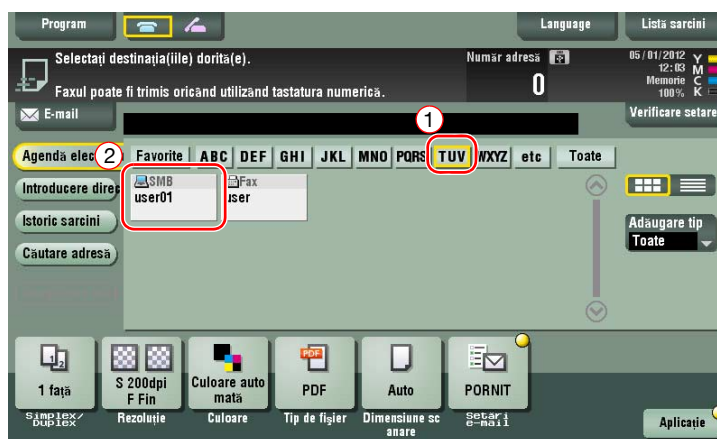 Program
Language
Listă sarcini
Selectați destinația(iile) dorită(e).
Număr adresă
0
05/01/2012
12:03
Memorie
100%
Y
M
C
K
Faxul poate fi trimis oricând utilizând tastatura numerică.
E-mail
1
Verificare setare
Agendă elec
2
Favorite
ABC
DEF
GHI
JKL
MNO
PQRS
TUV
WXYZ
etc
Toate
Introducere direc
SMB
user01
Fax
user
Istoric sarcini
Căutare adresă
Adăugare tip
Toate
1 2
1 față
S 200dpi
F Fin
Culoare auto
mată
PDF
PDF
Auto
PORNIT
Simplex/
Duplex
Rezoluție
Culoare
Tip de fișier
Dimensiune sc
anare
Setări
e-mail
Aplicație